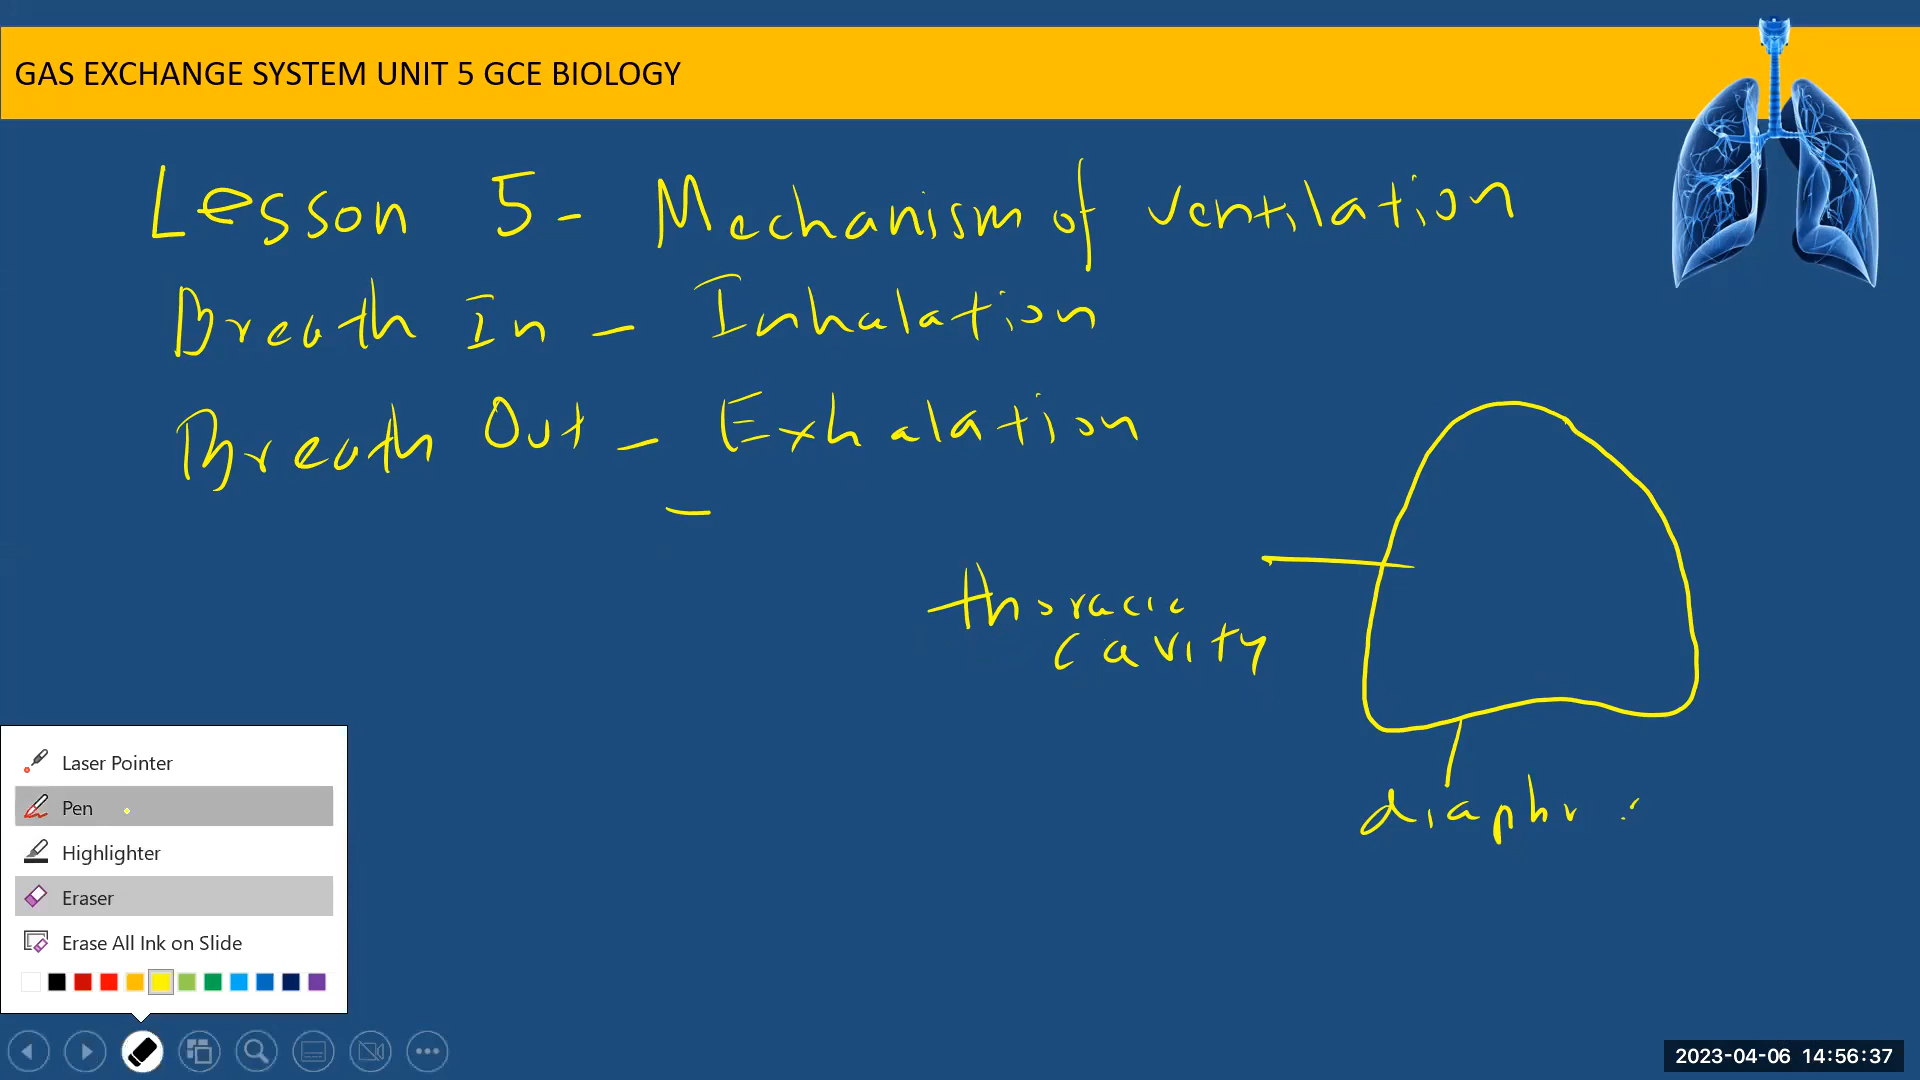 GAS EXCHANGE SYSTEM UNIT 5 GCE BIOLOGY
Lesson 5 - Mechanism of ventilation
Breath In - Inhalation
Breath Out - Exhalation
-
thoracic
cavity
diaphr
Laser Pointer
Pen
Highlighter
Eraser
Erase All Ink on Slide
2023-04-06 14:56:37